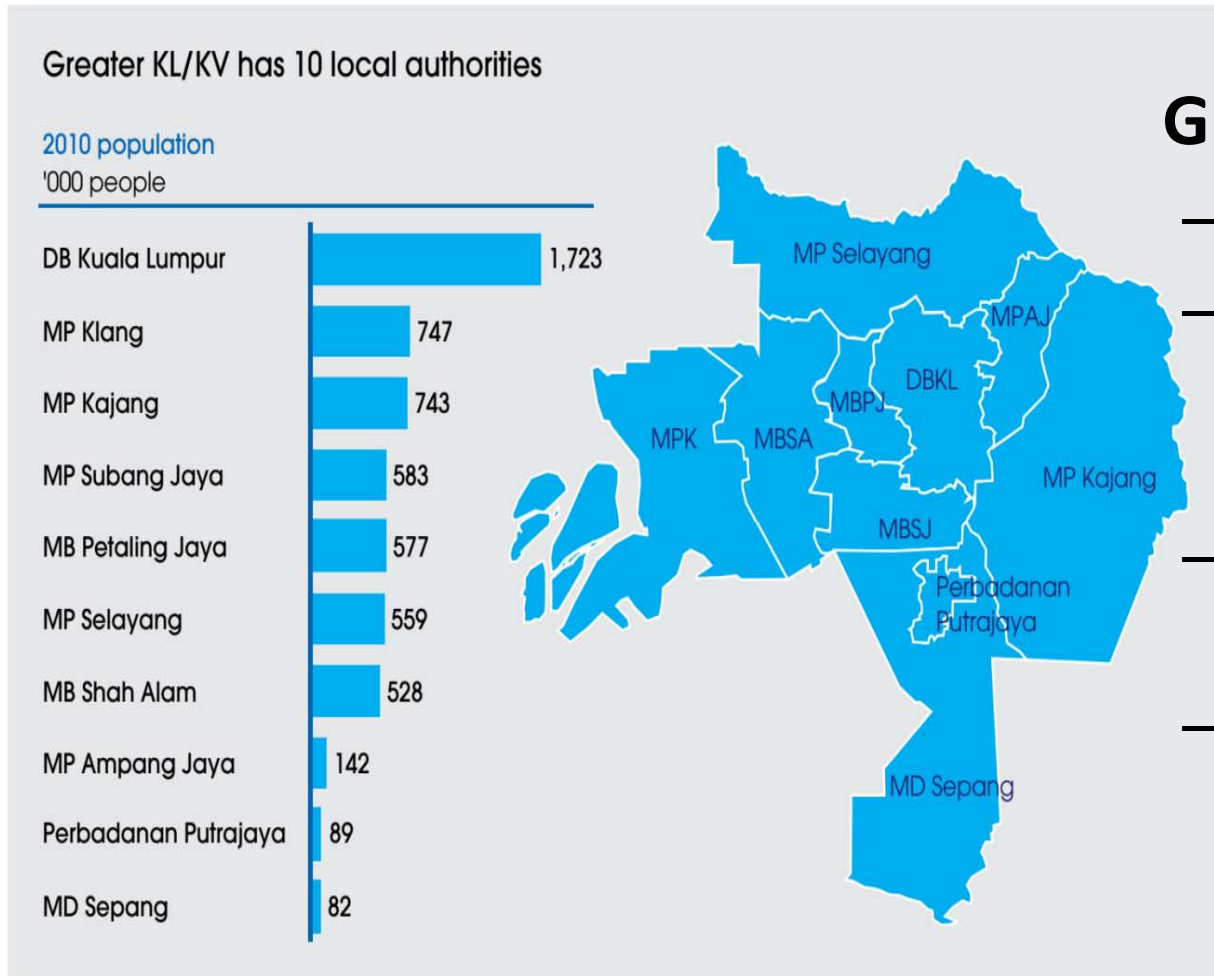 Greater KL/KV has 10 local authorities
2010 population
'000 people
DB Kuala Lumpur 1,723
MP Klang 747
MP Kajang 743
MP Subang Jaya 583
MB Petaling Jaya 577
MP Selayang 559
MB Shah Alam 528
MP Ampang Jaya 142
Perbadanan Putrajaya 89
MD Sepang 82
MP Selayang
MPAJ
DBKL
MBPJ
MPK
MBSA
MP Kajang
MBSJ
Perbadanan
Putrajaya
MD Sepang
G